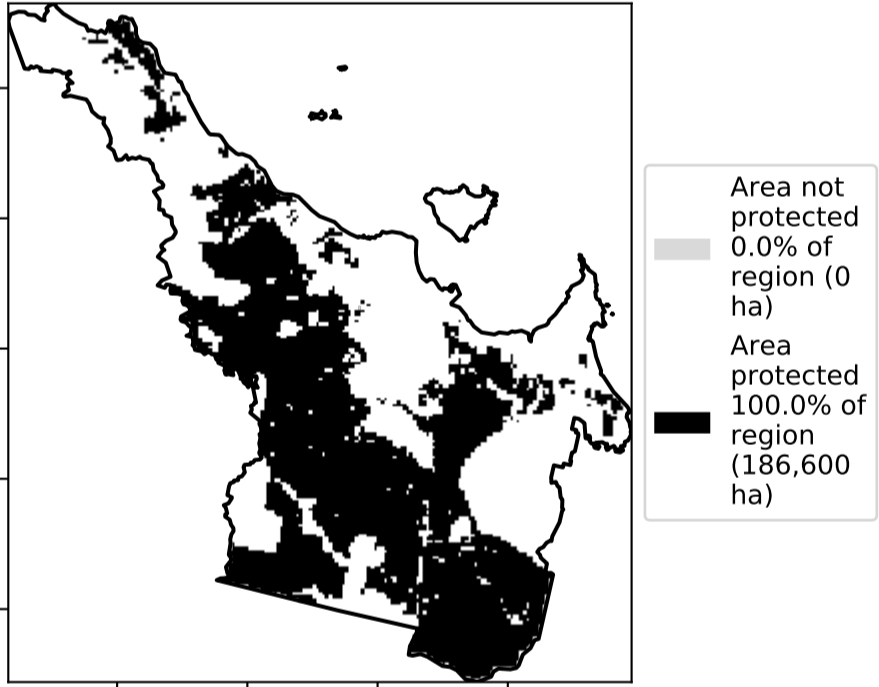 Area not
protected
0.0% of
region (0
ha)
Area
protected
100.0% of
region
(186,600
ha)